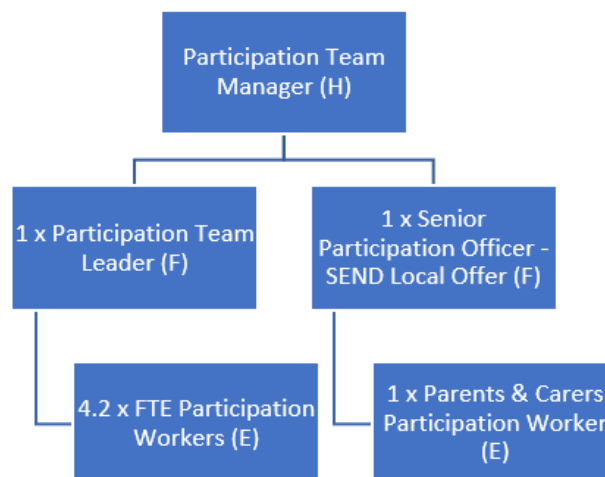 Participation Team
Manager (H)
1 x Participation Team
Leader (F)
1 x Senior
Participation Officer -
SEND Local Offer (F)
4.2 x FTE Participation
Workers (E)
1 x Parents & Carers
Participation Worker
(E)